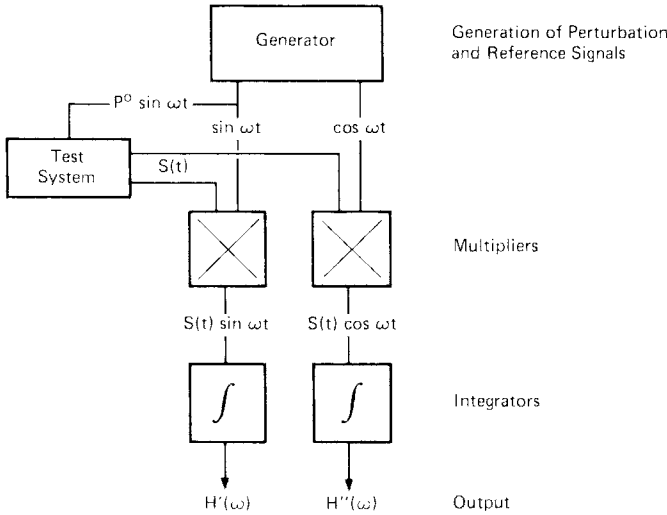 Generator
Generation of Perturbation
and Reference Signals
P⁰ sin ωt
sin ωt
cos ωt
Test
System
S(t)
Multipliers
S(t) sin ωt
S(t) cos ωt
∫
∫
Integrators
H'(ω)
H''(ω)
Output